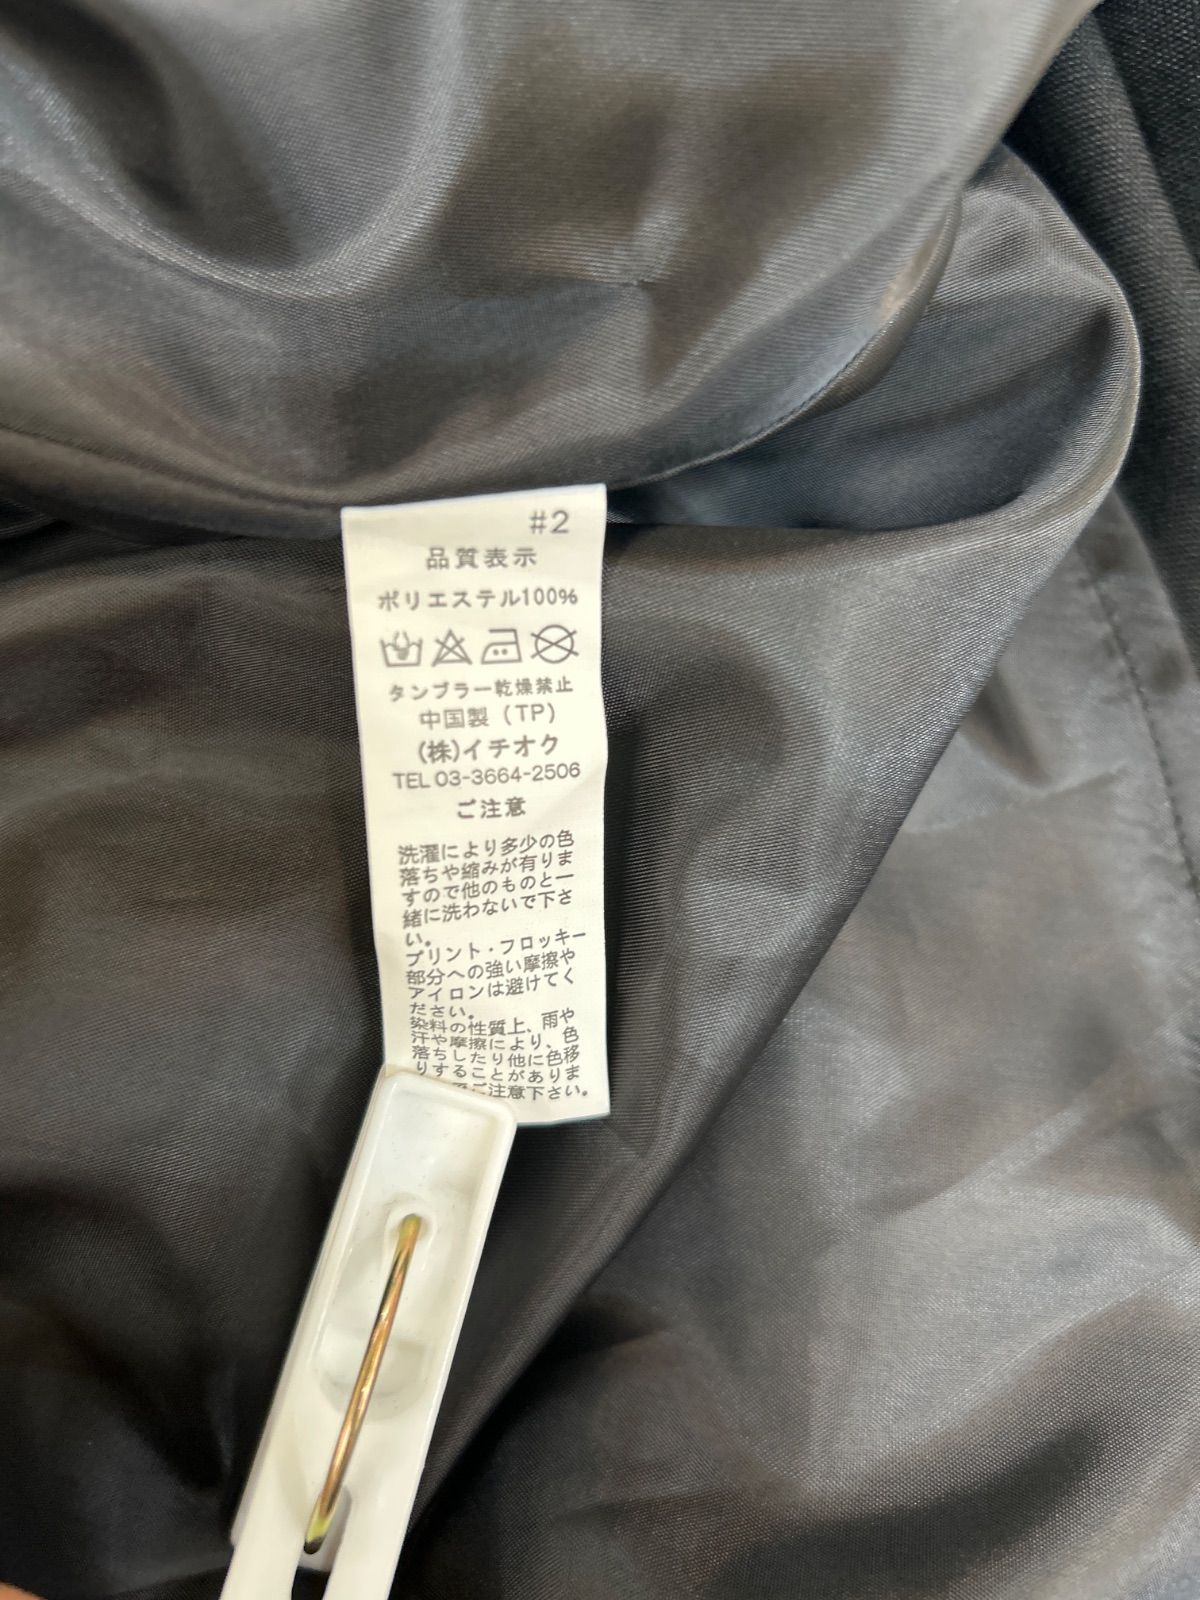 #2
品質表示
ポリエステル100%
タンブラー乾燥禁止
中国製(TP)
(株)イチオク
TEL 03-3664-2506
ご注意
洗濯により多少の色
落ちや縮みが有りま
すので他のものと一
緒に洗わないで下さ
い。
プリント・フロッキー
部分への強い摩擦や
アイロンは避けてく
ださい。
染料の性質上、雨や
汗や摩擦により、色
落ちしたり他に色移
りすることがありま
ご注意下さい。